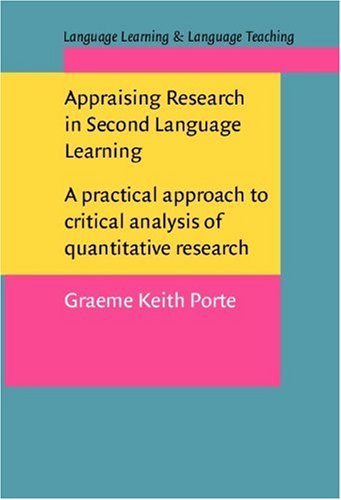 Language Learning & Language Teaching
Appraising Research
in Second Language
Learning
A practical approach to
critical analysis of
quantitative research
Graeme Keith Porte